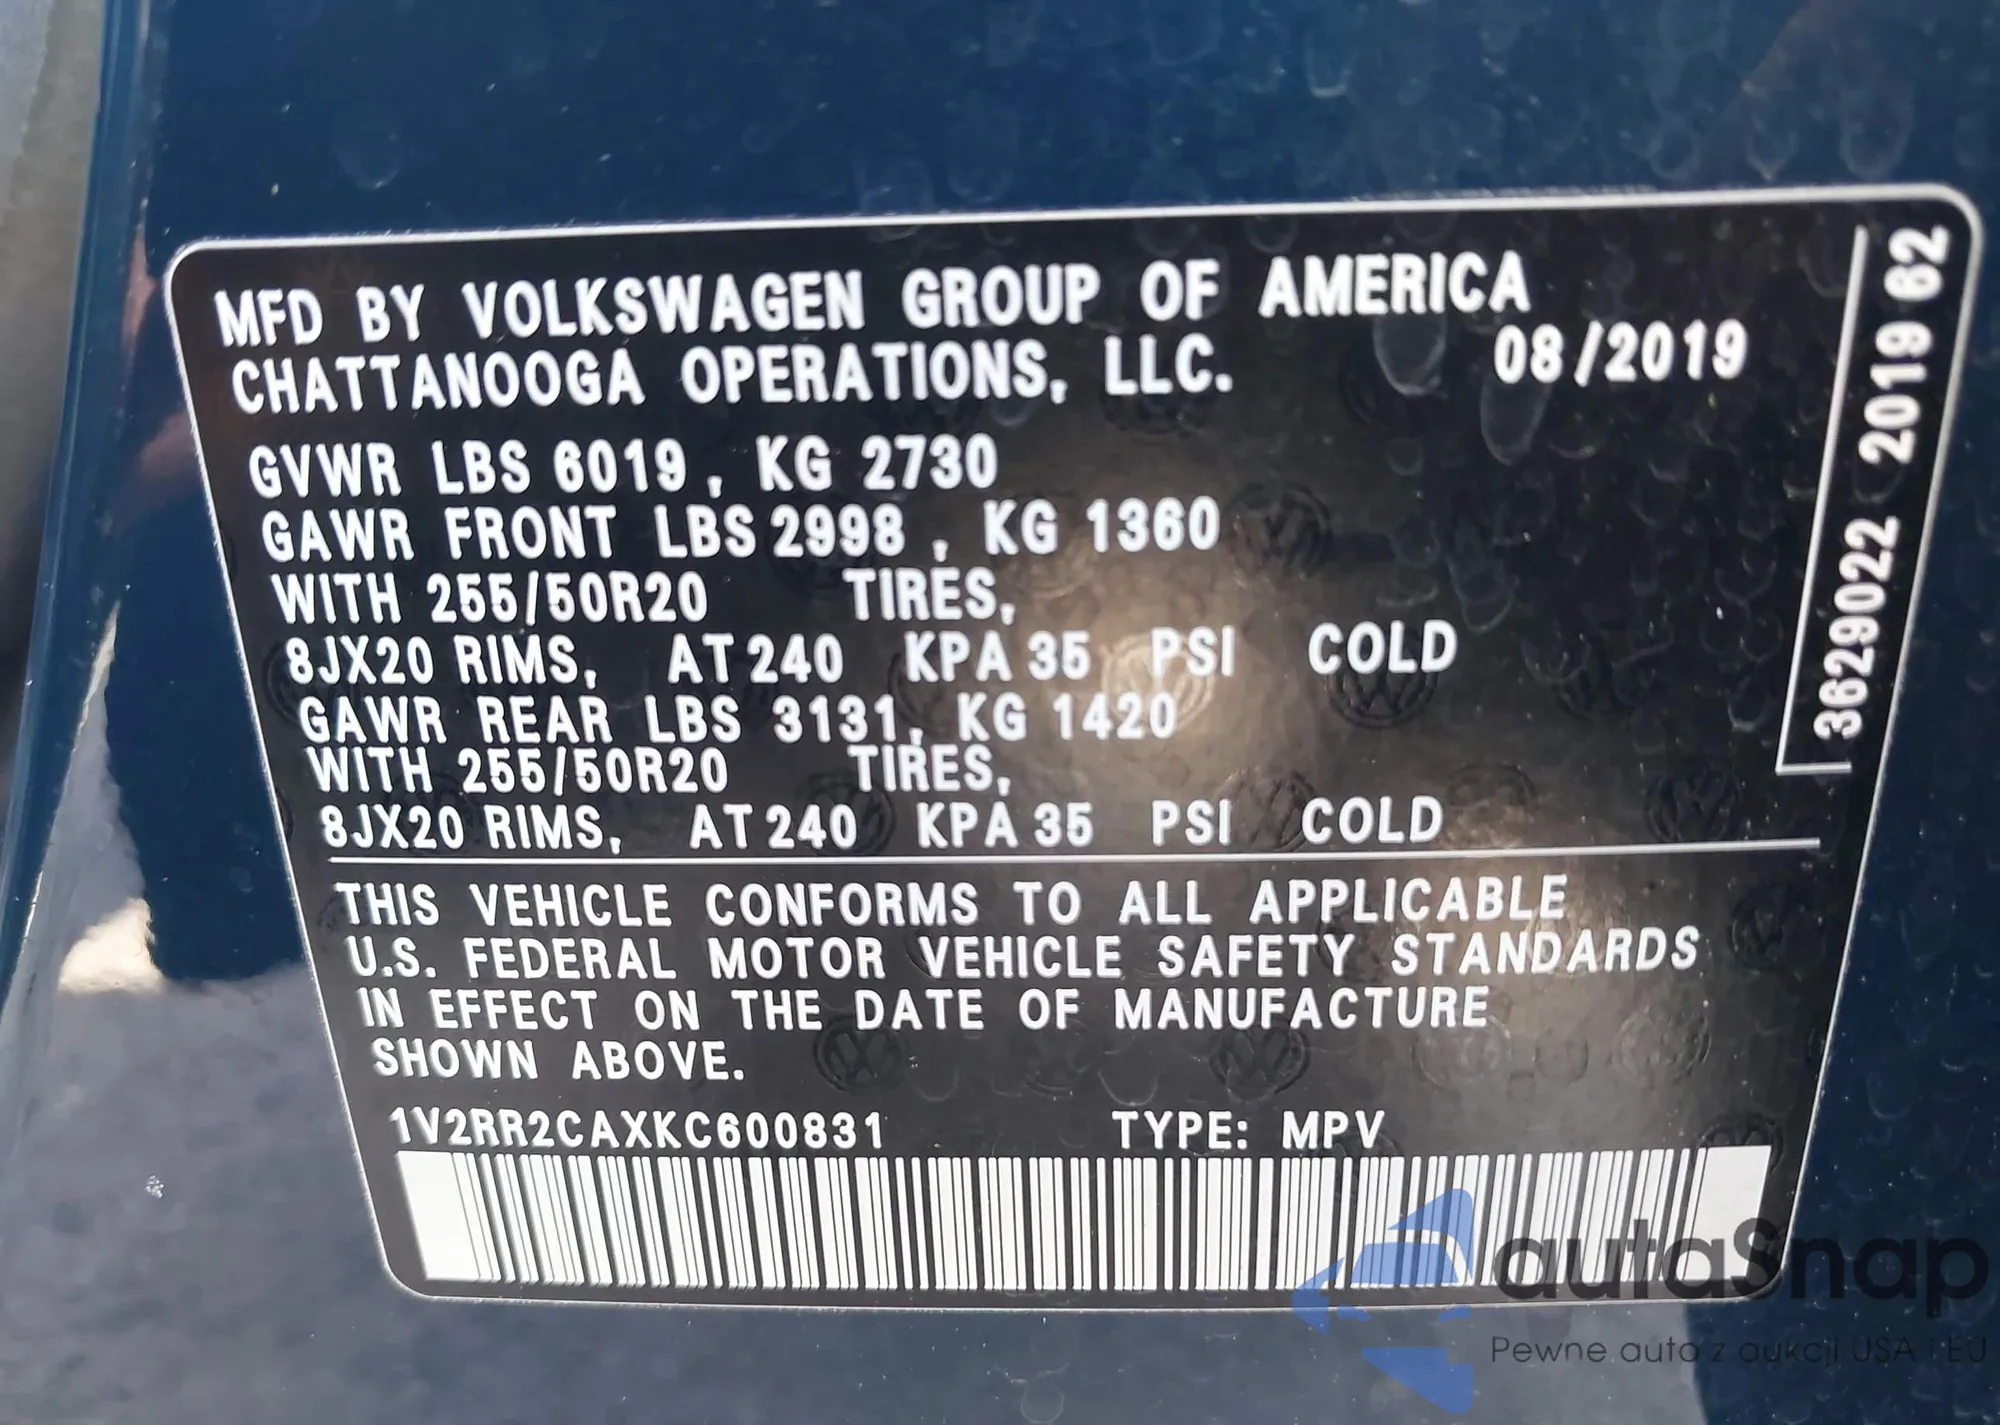 MFD BY VOLKSWAGEN GROUP OF AMERICA
CHATTANOOGA OPERATIONS, LLC. 08/2019
GVWR LBS 6019, KG 2730
GAWR FRONT LBS 2998, KG 1360
WITH 255/50R20 TIRES,
8JX20 RIMS, AT 240 KPA 35 PSI COLD
GAWR REAR LBS 3131, KG 1420
WITH 255/50R20 TIRES,
8JX20 RIMS, AT 240 KPA 35 PSI COLD
THIS VEHICLE CONFORMS TO ALL APPLICABLE
U.S. FEDERAL MOTOR VEHICLE SAFETY STANDARDS
IN EFFECT ON THE DATE OF MANUFACTURE
SHOWN ABOVE.
1V2RR2CAXKC600831 TYPE: MPV
3629022 2019 82
autaSnap
Pewne auta z aukcji USA i EU